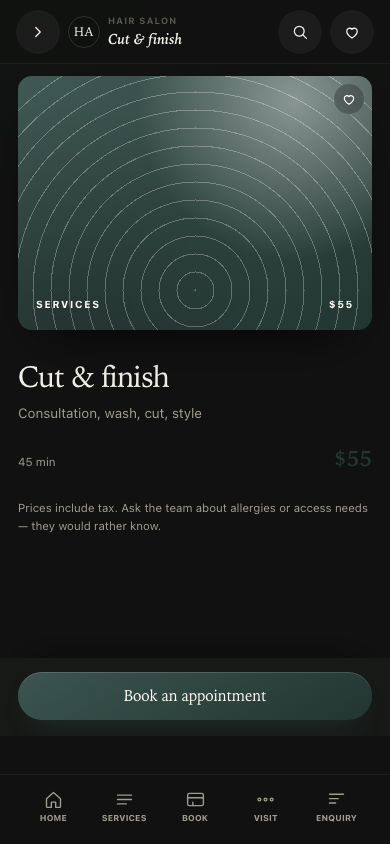 HA
HAIR SALON
Cut & finish
SERVICES
$55
Cut & finish
Consultation, wash, cut, style
45 min
$55
Prices include tax. Ask the team about allergies or access needs
— they would rather know.
Book an appointment
HOME
SERVICES
BOOK
VISIT
ENQUIRY